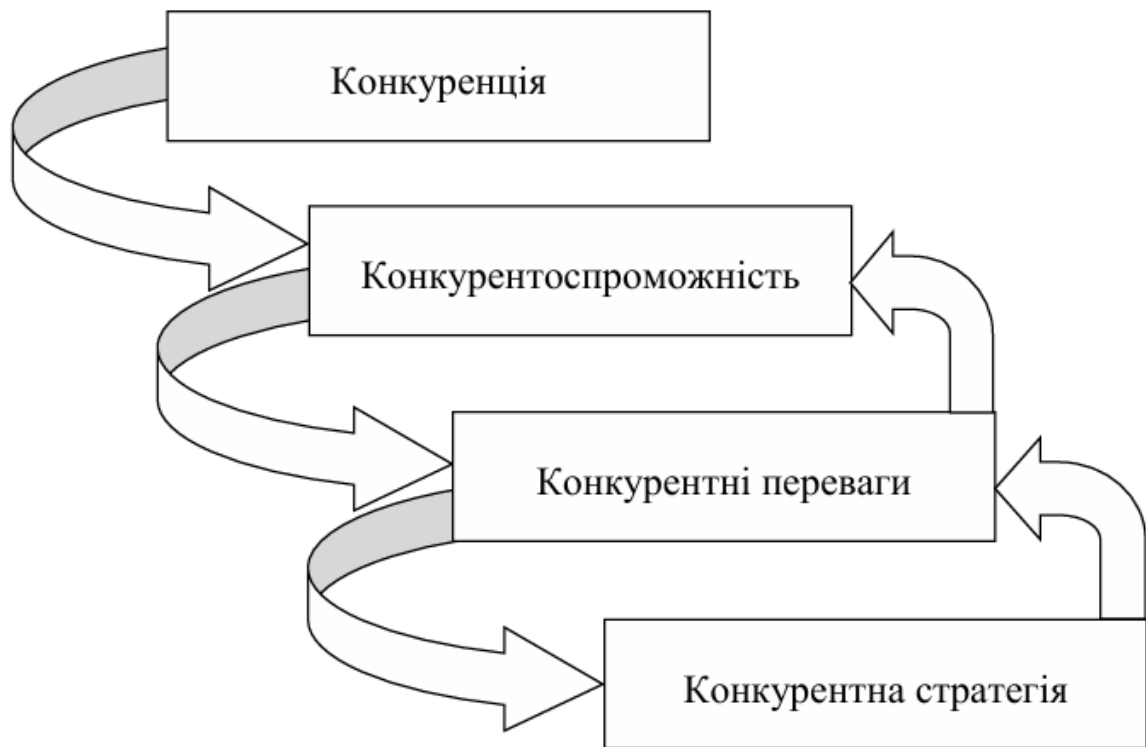 Конкуренція
Конкурентоспроможність
Конкурентні переваги
Конкурентна стратегія